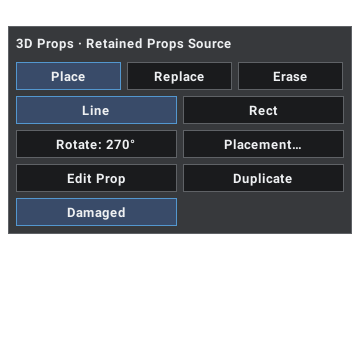 3D Props · Retained Props Source
Place Replace Erase
Line Rect
Rotate: 270° Placement…
Edit Prop Duplicate
Damaged